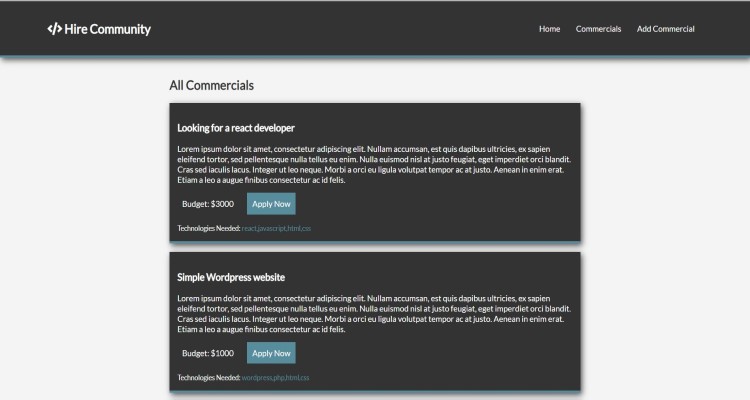 </> Hire Community
Home Commercials Add Commercial
All Commercials
Looking for a react developer
Lorem ipsum dolor sit amet, consectetur adipiscing elit. Nullam accumsan, est quis dapibus ultricies, ex sapien
eleifend tortor, sed pellentesque nulla tellus eu enim. Nulla euismod nisl at justo feugiat, eget imperdiet orci blandit.
Cras sed iaculis lacus. Integer ut leo neque. Morbi a orci eu ligula volutpat tempor ac at justo. Aenean in enim erat.
Etiam a leo a augue finibus consectetur ac id felis.
Budget: $3000 Apply Now
Technologies Needed: react,javascript,html,css
Simple Wordpress website
Lorem ipsum dolor sit amet, consectetur adipiscing elit. Nullam accumsan, est quis dapibus ultricies, ex sapien
eleifend tortor, sed pellentesque nulla tellus eu enim. Nulla euismod nisl at justo feugiat, eget imperdiet orci blandit.
Cras sed iaculis lacus. Integer ut leo neque. Morbi a orci eu ligula volutpat tempor ac at justo. Aenean in enim erat.
Etiam a leo a augue finibus consectetur ac id felis.
Budget: $1000 Apply Now
Technologies Needed: wordpress,php,html,css